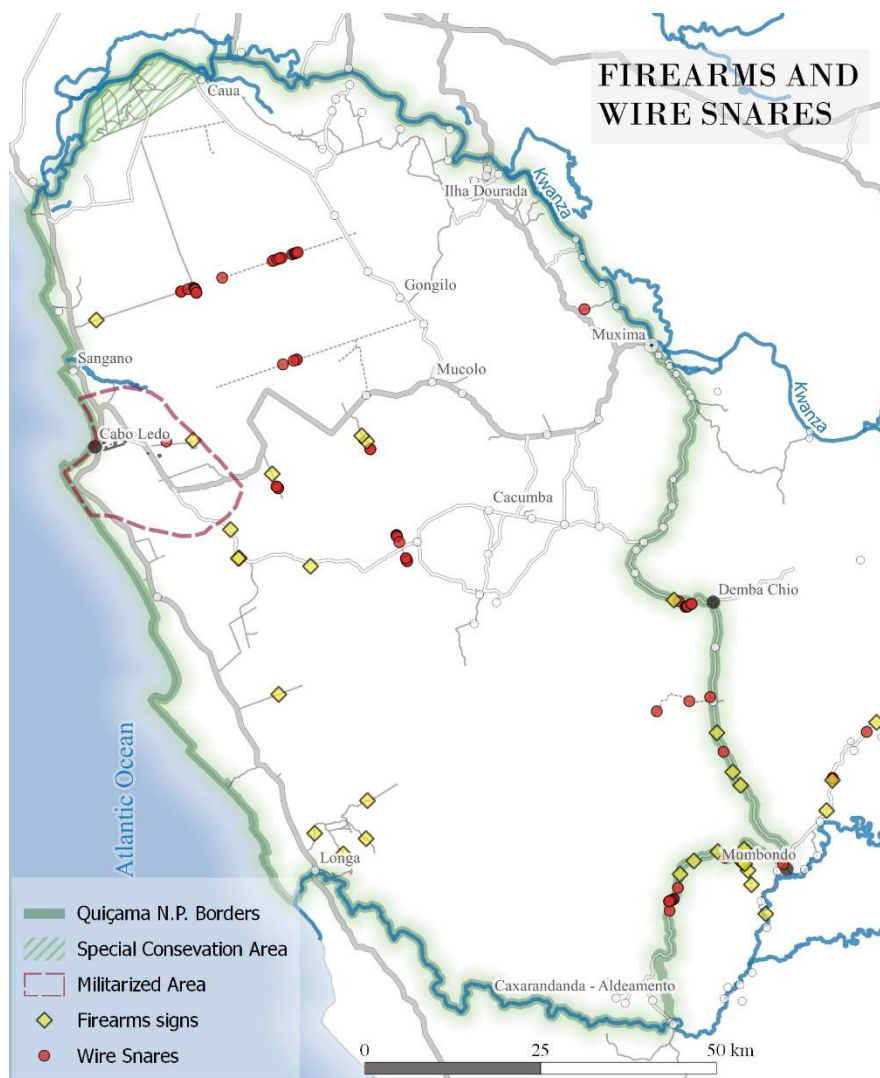 FIREARMS AND
WIRE SNARES
Caua
Ilha Dourada
Kwanza
Gongilo
Muxima
Sangano
Mucolo
Kwanza
Cabo Ledo
Cacumba
Demba Chio
Atlantic Ocean
Mumbondo
Longa
Caxarandanda - Aldeamento
Quiçama N.P. Borders
Special Consevation Area
Militarized Area
Firearms signs
Wire Snares
0 25 50 km